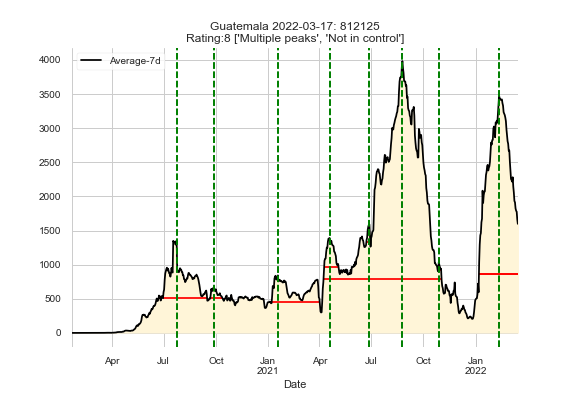 Guatemala 2022-03-17: 812125
Rating:8 ['Multiple peaks', 'Not in control']
Average-7d
4000
3500
3000
2500
2000
1500
1000
500
0
Apr Jul Oct Jan Apr Jul Oct Jan
2021 2022
Date